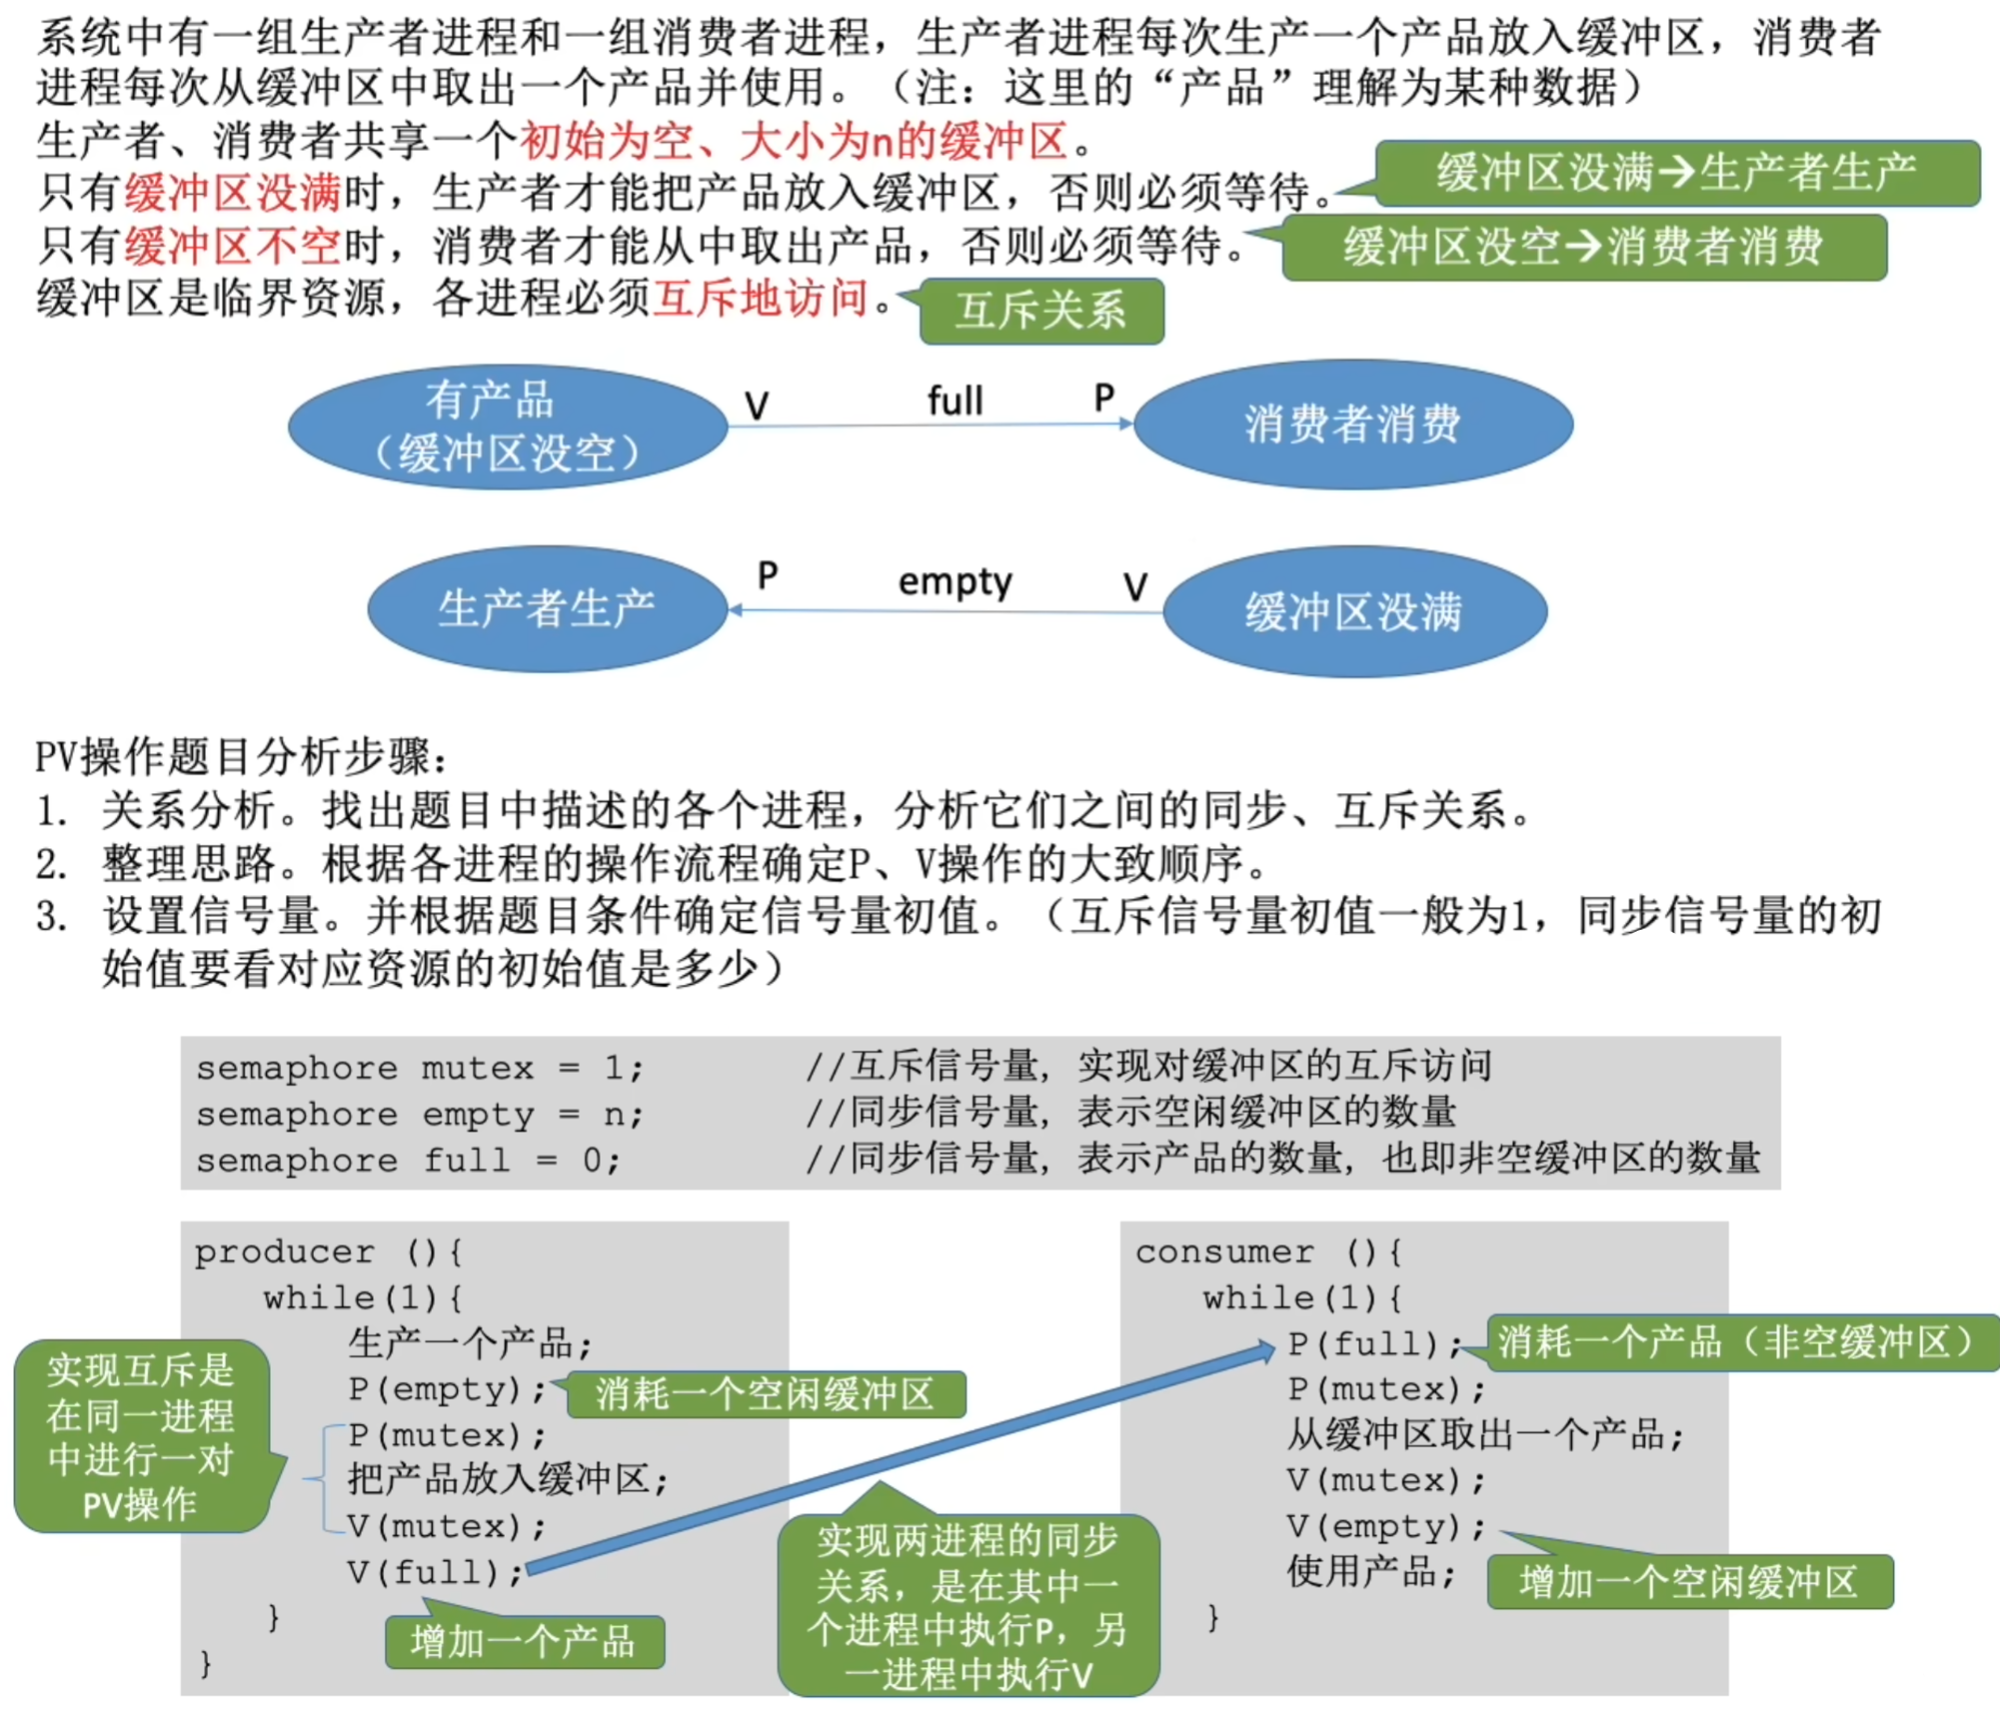 系统中有一组生产者进程和一组消费者进程，生产者进程每次生产一个产品放入缓冲区，消费者
进程每次从缓冲区中取出一个产品并使用。（注：这里的“产品”理解为某种数据）
生产者、消费者共享一个初始为空、大小为n的缓冲区。
只有缓冲区没满时，生产者才能把产品放入缓冲区，否则必须等待。
缓冲区没满→生产者生产
只有缓冲区不空时，消费者才能从中取出产品，否则必须等待。
缓冲区没空→消费者消费
缓冲区是临界资源，各进程必须互斥地访问。
互斥关系
有产品
（缓冲区没空）
V full P
消费者消费
生产者生产
P empty V
缓冲区没满
PV操作题目分析步骤：
1. 关系分析。找出题目中描述的各个进程，分析它们之间的同步、互斥关系。
2. 整理思路。根据各进程的操作流程确定P、V操作的大致顺序。
3. 设置信号量。并根据题目条件确定信号量初值。（互斥信号量初值一般为1，同步信号量的初
始值要看对应资源的初始值是多少）
semaphore mutex = 1; //互斥信号量, 实现对缓冲区的互斥访问
semaphore empty = n; //同步信号量, 表示空闲缓冲区的数量
semaphore full = 0; //同步信号量, 表示产品的数量, 也即非空缓冲区的数量
producer (){
while(1){
生产一个产品;
P(empty);
消耗一个空闲缓冲区
P(mutex);
把产品放入缓冲区;
V(mutex);
V(full);
增加一个产品
}
}
实现互斥是
在同一进程
中进行一对
PV操作
实现两进程的同步
关系，是在其中一
个进程中执行P，另
一进程中执行V
consumer (){
while(1){
P(full);
消耗一个产品（非空缓冲区）
P(mutex);
从缓冲区取出一个产品;
V(mutex);
V(empty);
增加一个空闲缓冲区
使用产品;
}